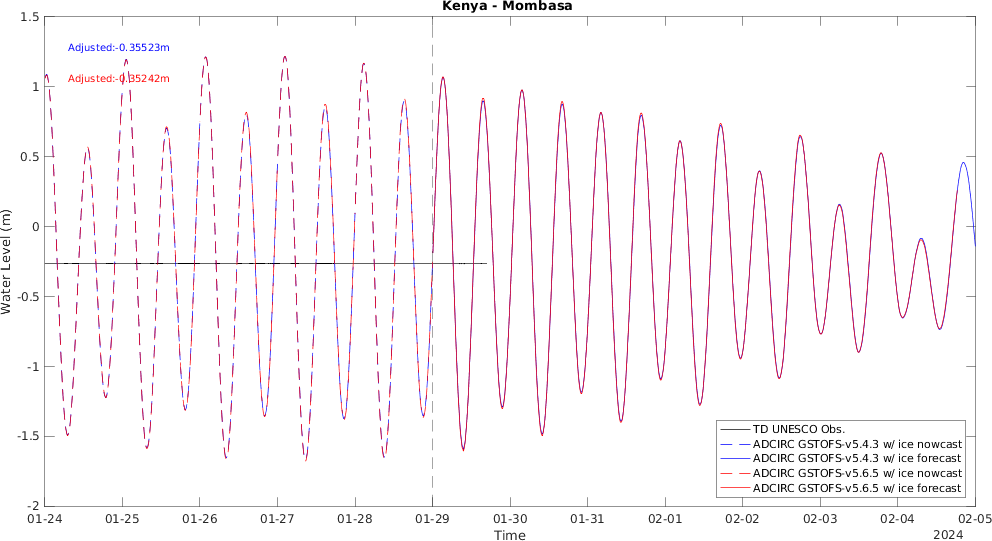 Kenya - Mombasa
Adjusted:-0.35523m
Adjusted:-0.35242m
Water Level (m)
1.5
1
0.5
0
-0.5
-1
-1.5
-2
TD UNESCO Obs.
ADCIRC GSTOFS-v5.4.3 w/ ice nowcast
ADCIRC GSTOFS-v5.4.3 w/ ice forecast
ADCIRC GSTOFS-v5.6.5 w/ ice nowcast
ADCIRC GSTOFS-v5.6.5 w/ ice forecast
01-24 01-25 01-26 01-27 01-28 01-29 01-30 01-31 02-01 02-02 02-03 02-04 02-05
Time
2024